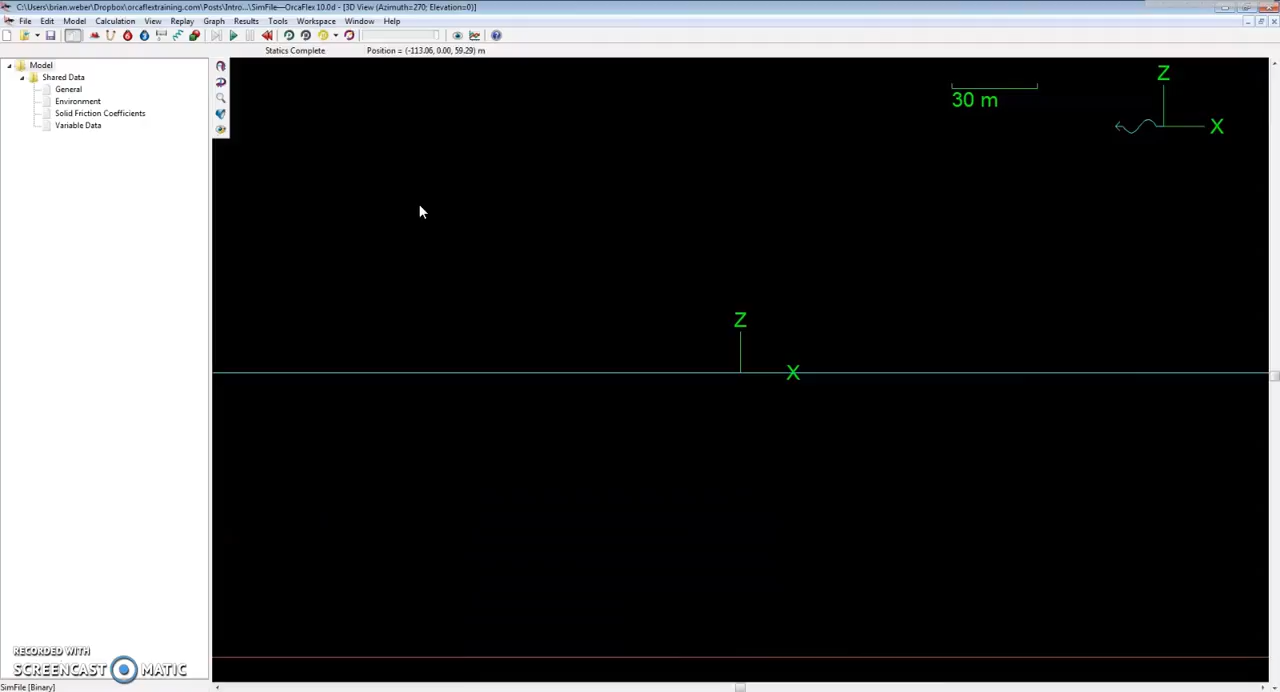 C:\Users\brian.weber\Dropbox\orcaflextraining.com\Posts\Intro...\SimFile—OrcaFlex 10.0d - [3D View (Azimuth=270; Elevation=0)]
File Edit Model Calculation View Replay Graph Results Tools Workspace Window Help
Statics Complete Position = (-113.06, 0.00, 59.29) m
Model
Shared Data
General
Environment
Solid Friction Coefficients
Variable Data
Z
30 m
X
Z
X
RECORDED WITH
SCREENCAST MATIC
SimFile [Binary]